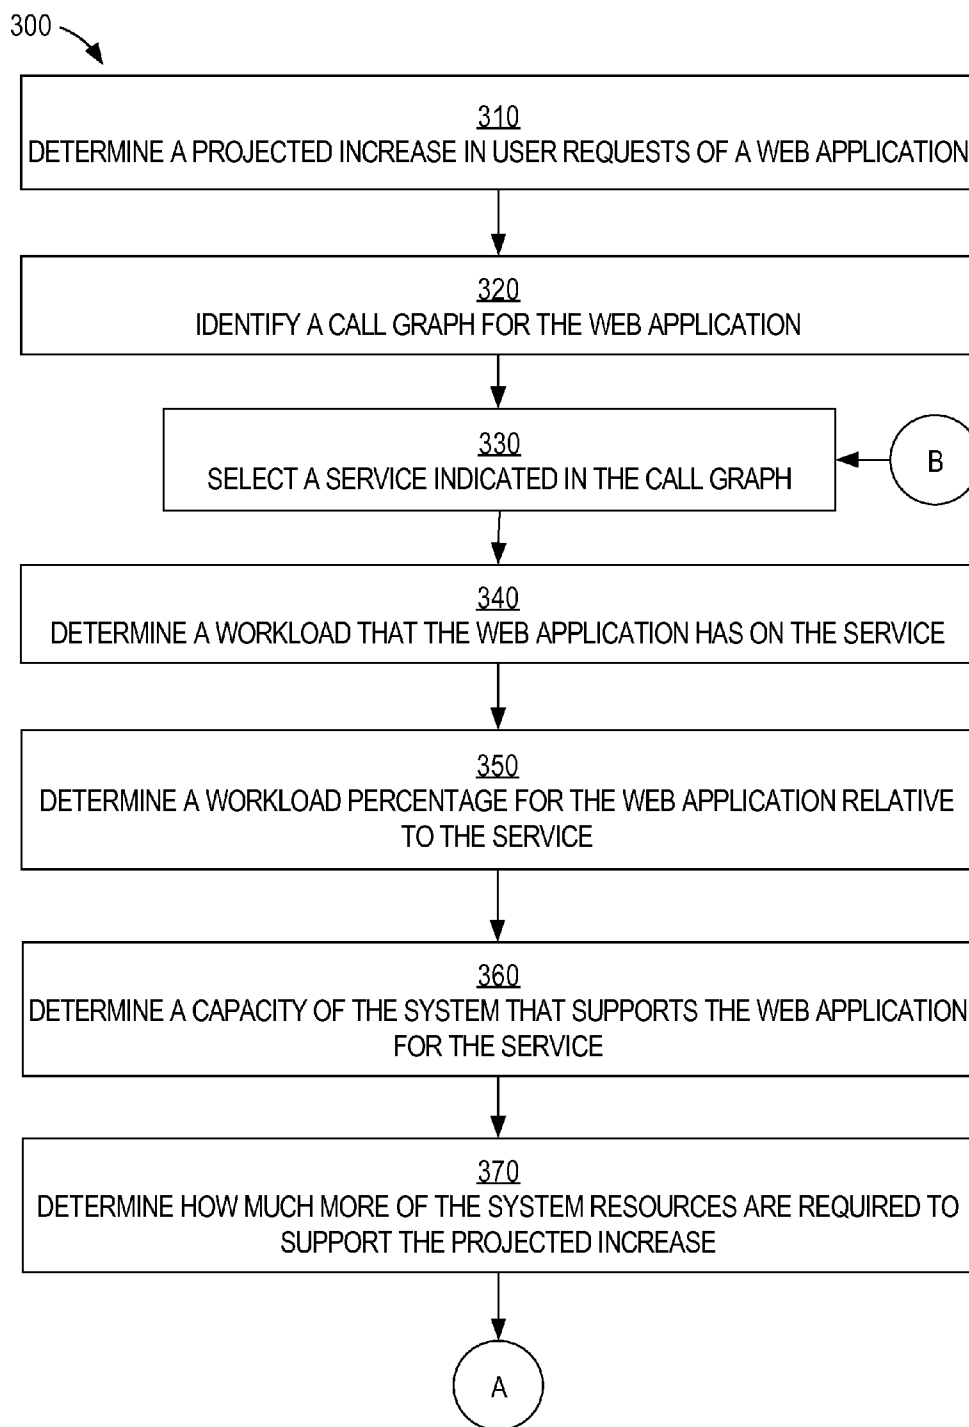 300
310
DETERMINE A PROJECTED INCREASE IN USER REQUESTS OF A WEB APPLICATION
320
IDENTIFY A CALL GRAPH FOR THE WEB APPLICATION
330
SELECT A SERVICE INDICATED IN THE CALL GRAPH
B
340
DETERMINE A WORKLOAD THAT THE WEB APPLICATION HAS ON THE SERVICE
350
DETERMINE A WORKLOAD PERCENTAGE FOR THE WEB APPLICATION RELATIVE
TO THE SERVICE
360
DETERMINE A CAPACITY OF THE SYSTEM THAT SUPPORTS THE WEB APPLICATION
FOR THE SERVICE
370
DETERMINE HOW MUCH MORE OF THE SYSTEM RESOURCES ARE REQUIRED TO
SUPPORT THE PROJECTED INCREASE
A